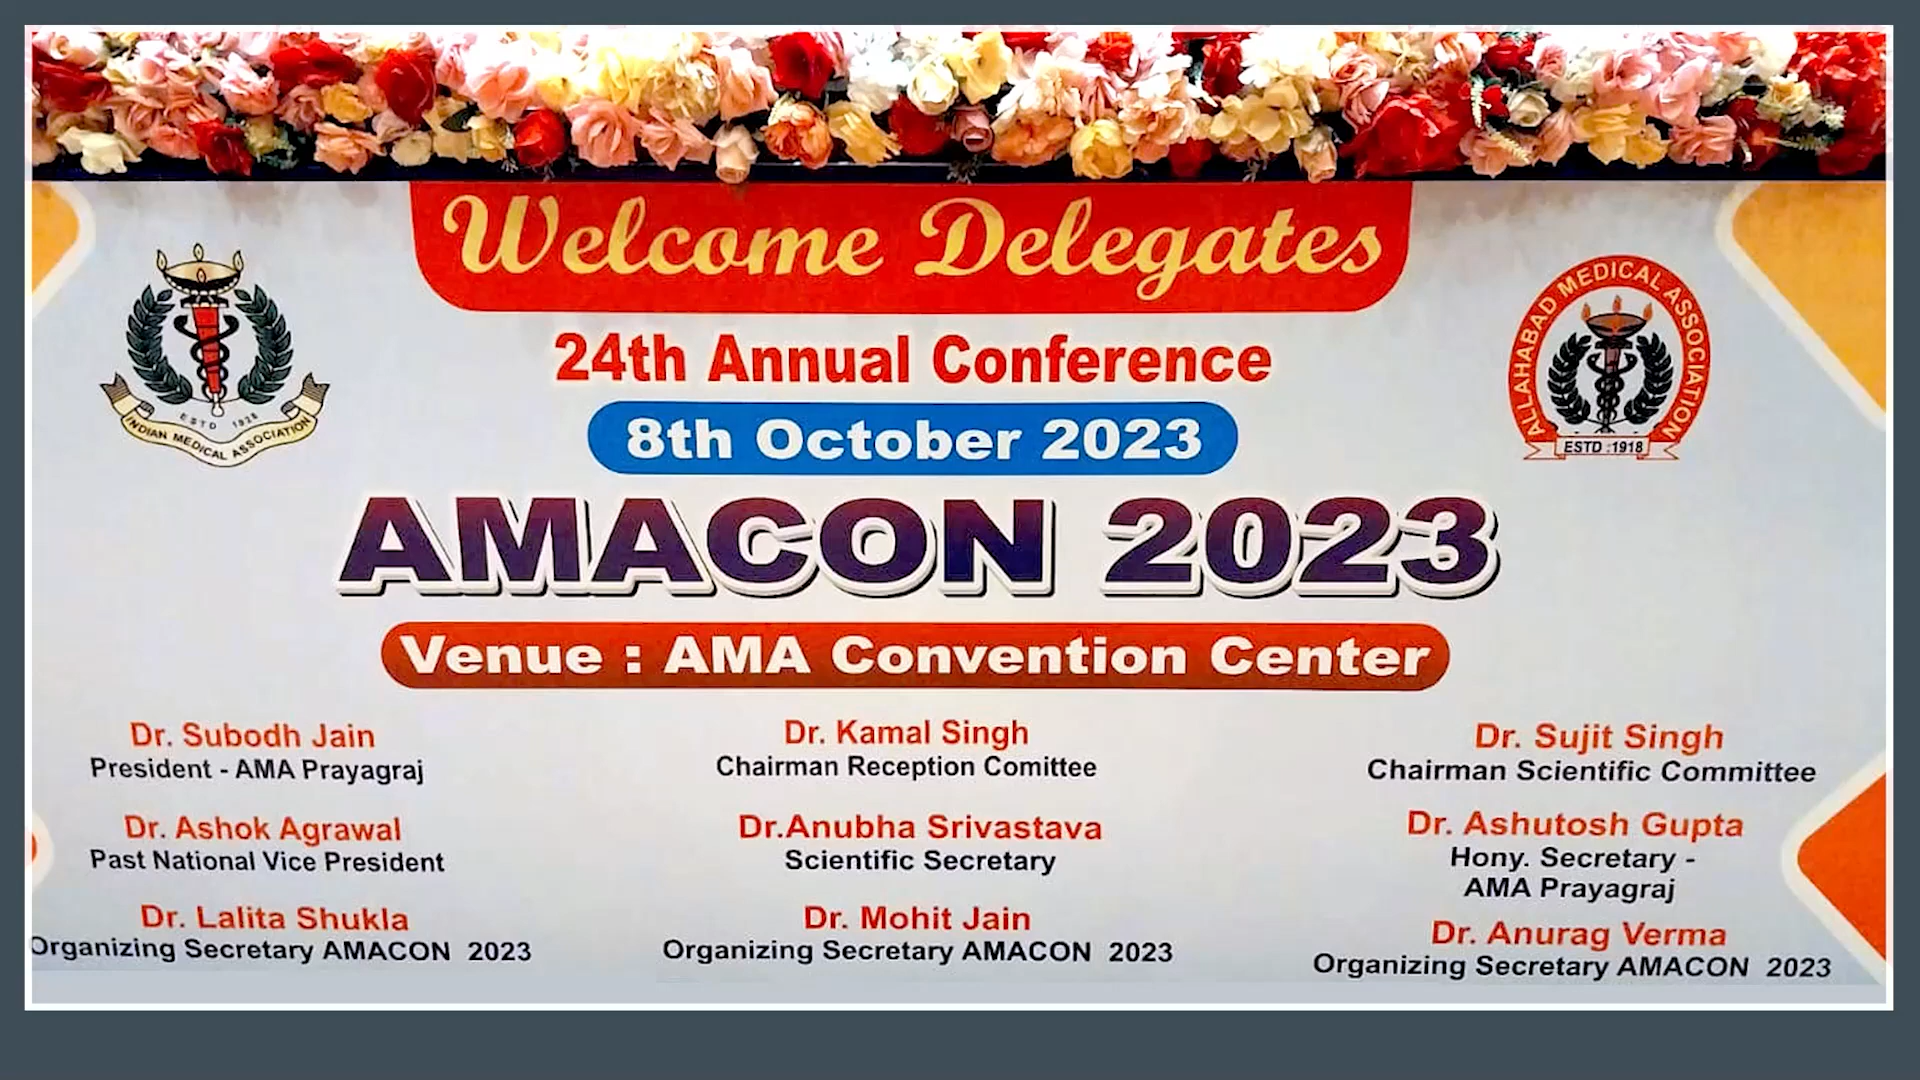 Welcome Delegates
24th Annual Conference
8th October 2023
AMACON 2023
Venue : AMA Convention Center
ESTD 1928
INDIAN MEDICAL ASSOCIATION
ALLAHABAD MEDICAL ASSOCIATION
ESTD :1918
Dr. Subodh Jain
President - AMA Prayagraj
Dr. Kamal Singh
Chairman Reception Comittee
Dr. Sujit Singh
Chairman Scientific Committee
Dr. Ashok Agrawal
Past National Vice President
Dr.Anubha Srivastava
Scientific Secretary
Dr. Ashutosh Gupta
Hony. Secretary -
AMA Prayagraj
Dr. Lalita Shukla
Organizing Secretary AMACON 2023
Dr. Mohit Jain
Organizing Secretary AMACON 2023
Dr. Anurag Verma
Organizing Secretary AMACON 2023